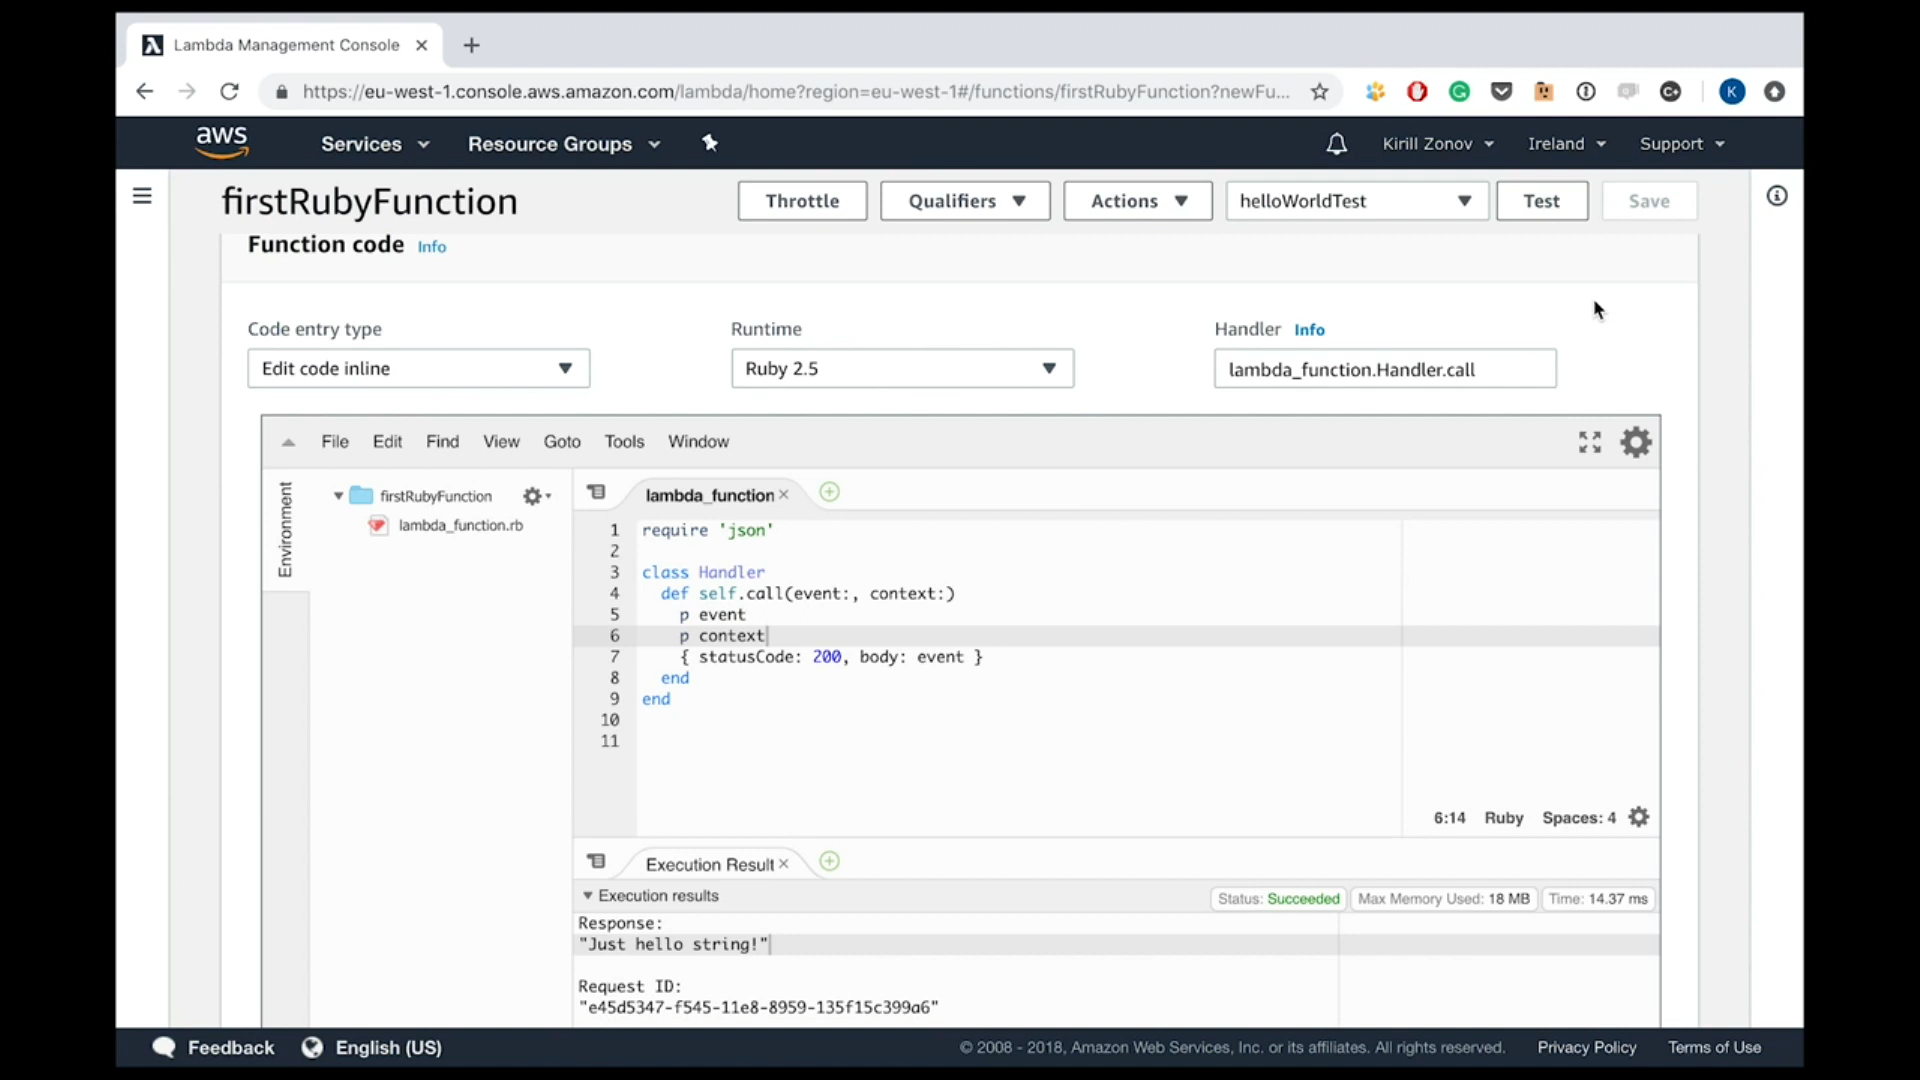 Lambda Management Console
https://eu-west-1.console.aws.amazon.com/lambda/home?region=eu-west-1#/functions/firstRubyFunction?newFu...
K
aws Services Resource Groups Kirill Zonov Ireland Support
firstRubyFunction Throttle Qualifiers Actions helloWorldTest Test Save
Function code Info
Code entry type Runtime Handler Info
Edit code inline Ruby 2.5 lambda_function.Handler.call
File Edit Find View Goto Tools Window
Environment
firstRubyFunction
lambda_function.rb
lambda_function
1 require 'json'
2
3 class Handler
4 def self.call(event:, context:)
5 p event
6 p context
7 { statusCode: 200, body: event }
8 end
9 end
10
11
6:14 Ruby Spaces: 4
Execution Result
Execution results Status: Succeeded Max Memory Used: 18 MB Time: 14.37 ms
Response:
"Just hello string!"
Request ID:
"e45d5347-f545-11e8-8959-135f15c399a6"
Feedback English (US) © 2008 - 2018, Amazon Web Services, Inc. or its affiliates. All rights reserved. Privacy Policy Terms of Use